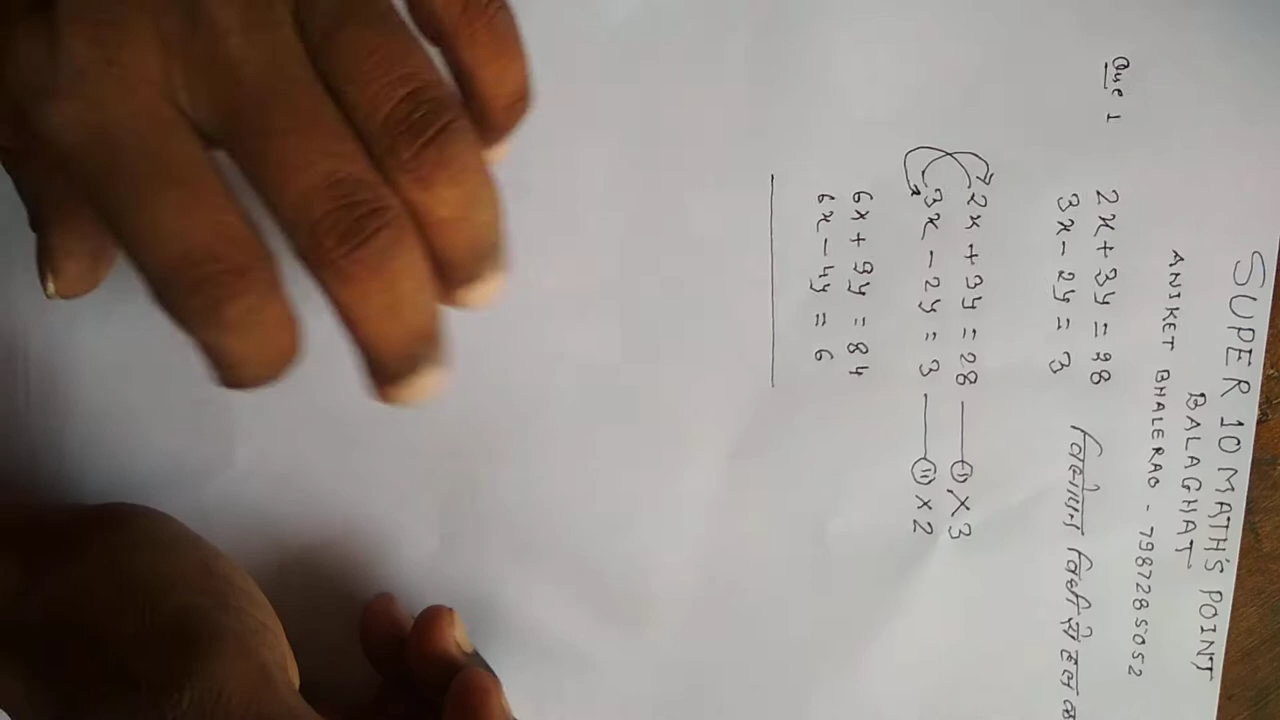 SUPER 10 MATH'S POINT
BALAGHAT
ANIKET BHALERAO - 7987285052
Que 1 2x + 3y = 28 विलोपन विधी से हल
3x - 2y = 3
2x + 3y = 28 — (i) × 3
3x - 2y = 3 — (ii) × 2
6x + 9y = 84
6x - 4y = 6